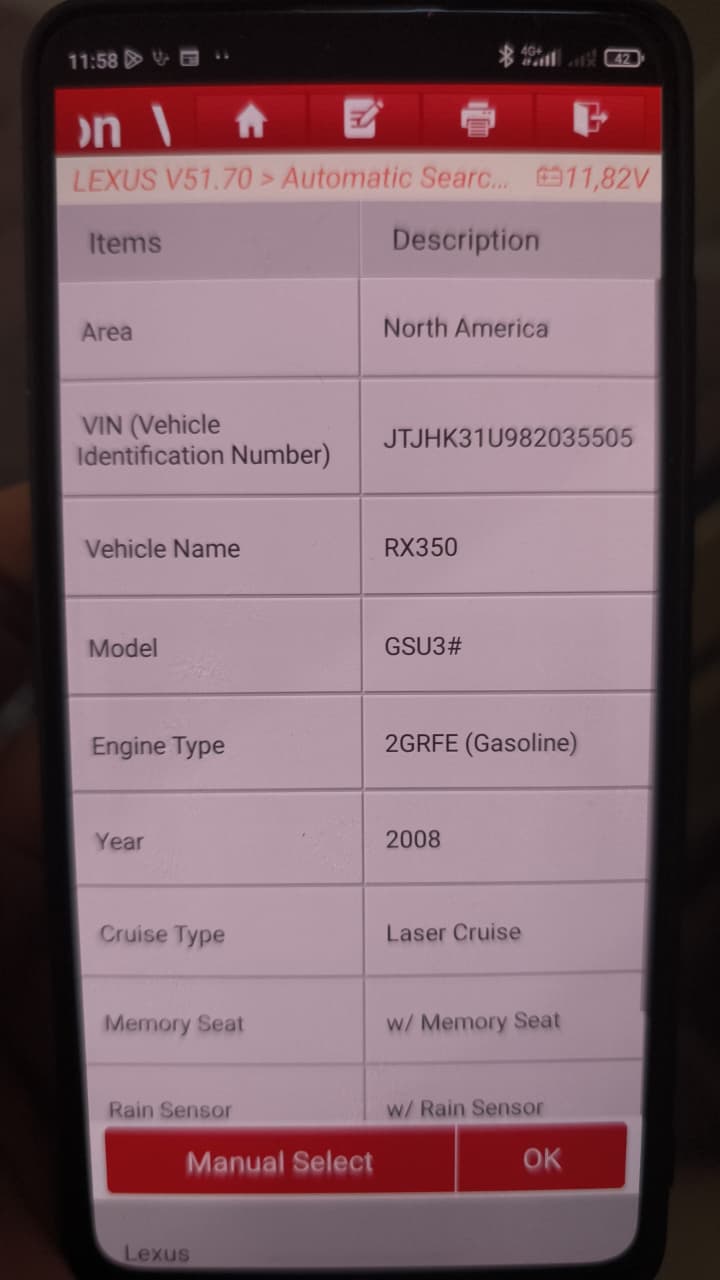 11:58 4G+ 42
LEXUS V51.70 > Automatic Searc... 11,82V
Items Description
Area North America
VIN (Vehicle
Identification Number) JTJHK31U982035505
Vehicle Name RX350
Model GSU3#
Engine Type 2GRFE (Gasoline)
Year 2008
Cruise Type Laser Cruise
Memory Seat w/ Memory Seat
Rain Sensor w/ Rain Sensor
Manual Select OK
Lexus